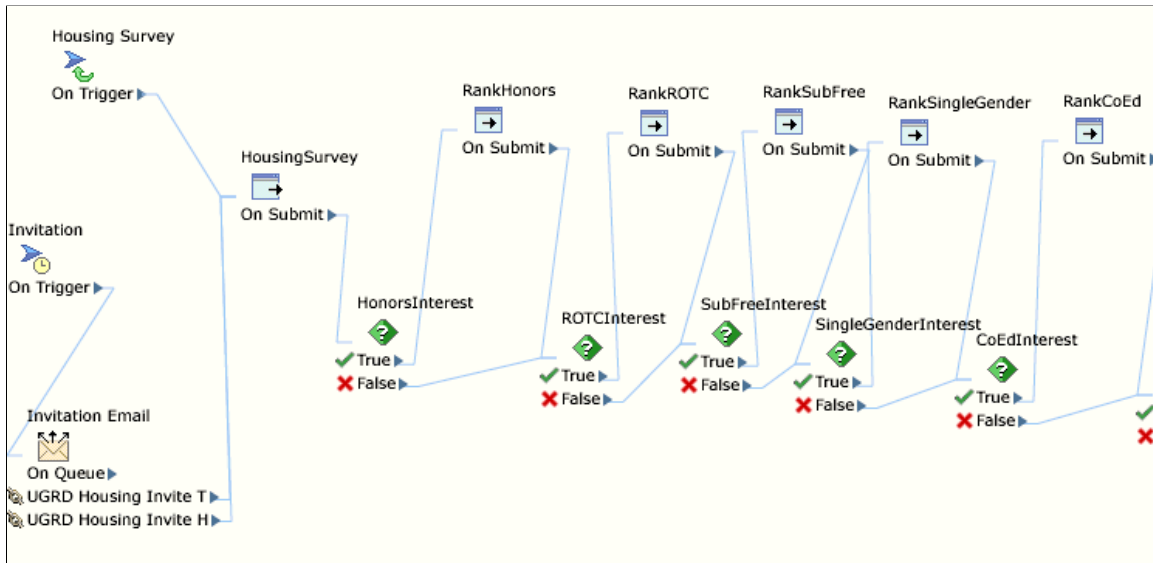 Housing Survey
On Trigger
Invitation
On Trigger
Invitation Email
On Queue
UGRD Housing Invite T
UGRD Housing Invite H
HousingSurvey
On Submit
HonorsInterest
True
False
RankHonors
On Submit
ROTCInterest
True
False
RankROTC
On Submit
SubFreeInterest
True
False
RankSubFree
On Submit
SingleGenderInterest
True
False
RankSingleGender
On Submit
CoEdInterest
True
False
RankCoEd
On Submit